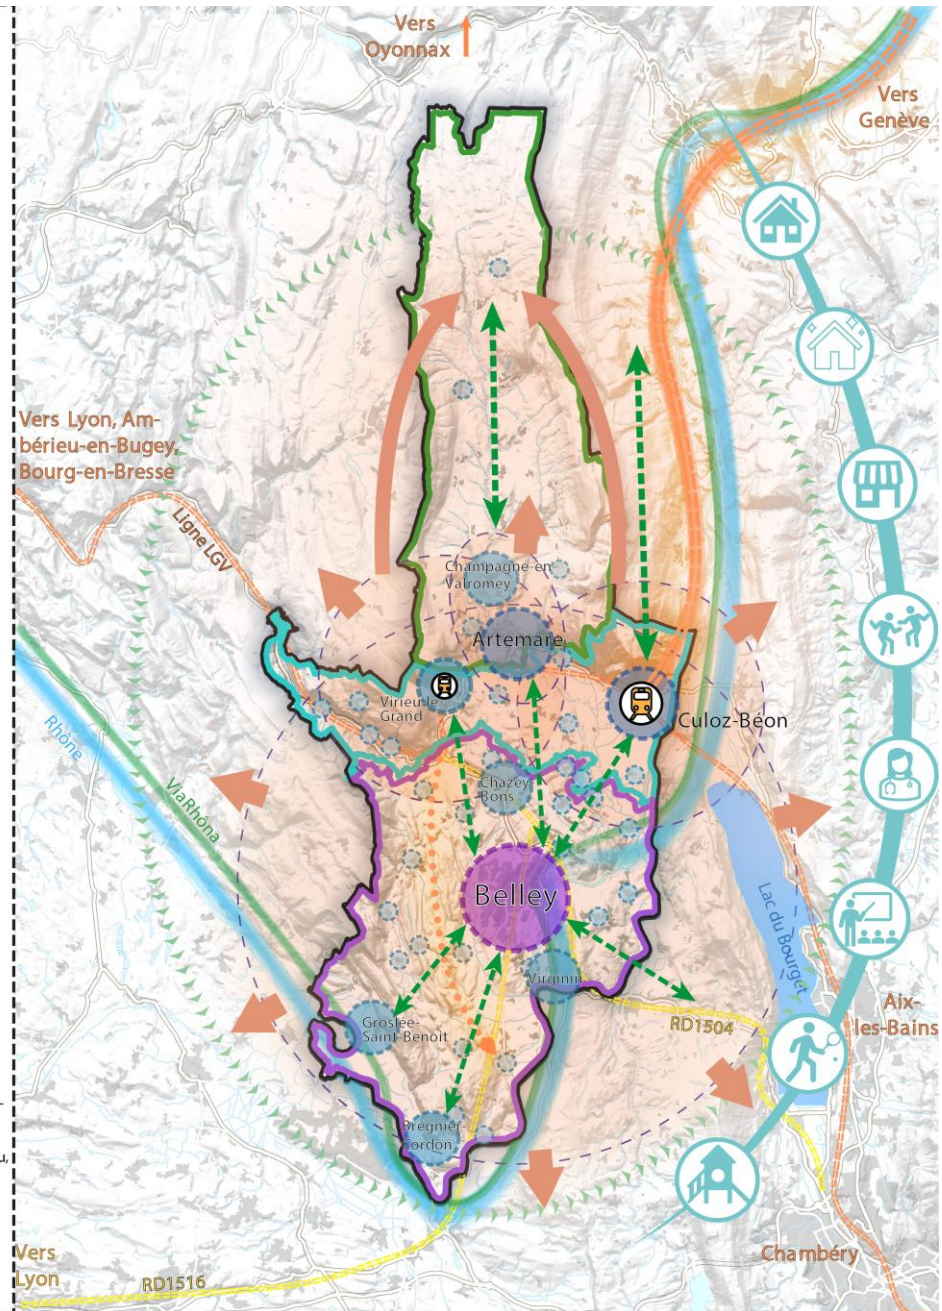 Vers
Oyonnax
Vers
Genève
Vers Lyon, Am-
bérieu-en-Bugey,
Bourg-en-Bresse
Ligne LGV
Champagne-en
Valromey
Artemare
Virieu-le
Grand
Culoz-Béon
Rhône
ViaRhôna
Chazey
Bons
Belley
Lac du Bourget
Virginin
Groslée-
Saint-Benoit
RD1504
Aix-
les-Bains
Brégnier-
Cordon
u,
Vers
Lyon
RD1516
Chambéry